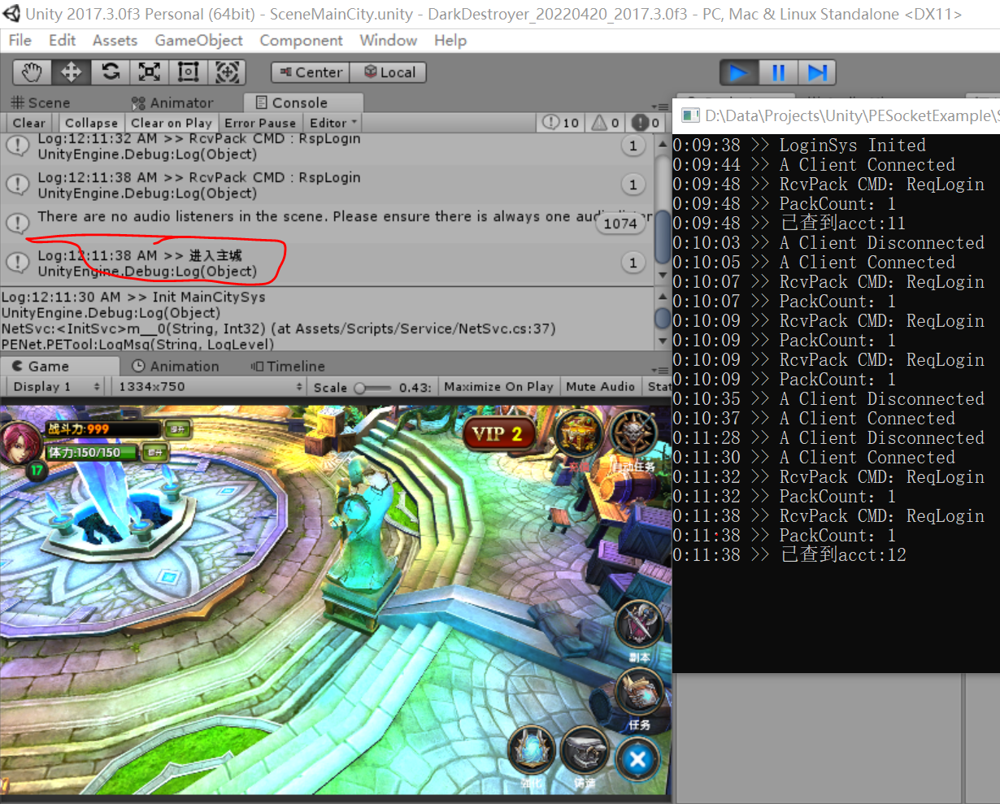 Unity 2017.3.0f3 Personal (64bit) - SceneMainCity.unity - DarkDestroyer_20220420_2017.3.0f3 - PC, Mac & Linux Standalone <DX11>
File Edit Assets GameObject Component Window Help
Center Local
Scene Animator Console
Clear Collapse Clear on Play Error Pause Editor 10 0 0
Log:12:11:32 AM >> RcvPack CMD : RspLogin
UnityEngine.Debug:Log(Object)
1
Log:12:11:38 AM >> RcvPack CMD : RspLogin
UnityEngine.Debug:Log(Object)
1
There are no audio listeners in the scene. Please ensure there is always one audio
1074
Log:12:11:38 AM >> 进入主城
UnityEngine.Debug:Log(Object)
1
Log:12:11:30 AM >> Init MainCitySys
UnityEngine.Debug:Log(Object)
NetSvc:<InitSvc>m__0(String, Int32) (at Assets/Scripts/Service/NetSvc.cs:37)
PENet.PETool:LogMsg(String, LogLevel)
Game Animation Timeline
Display 1 1334x750 Scale 0.43: Maximize On Play Mute Audio Stat
战斗力:999
体力:150/150
17
VIP 2
自动任务
副本
任务
强化 铸造
D:\Data\Projects\Unity\PESocketExample\S
0:09:38 >> LoginSys Inited
0:09:44 >> A Client Connected
0:09:48 >> RcvPack CMD: ReqLogin
0:09:48 >> PackCount: 1
0:09:48 >> 已查到acct:11
0:10:03 >> A Client Disconnected
0:10:05 >> A Client Connected
0:10:07 >> RcvPack CMD: ReqLogin
0:10:07 >> PackCount: 1
0:10:09 >> RcvPack CMD: ReqLogin
0:10:09 >> PackCount: 1
0:10:09 >> RcvPack CMD: ReqLogin
0:10:09 >> PackCount: 1
0:10:35 >> A Client Disconnected
0:10:37 >> A Client Connected
0:11:28 >> A Client Disconnected
0:11:30 >> A Client Connected
0:11:32 >> RcvPack CMD: ReqLogin
0:11:32 >> PackCount: 1
0:11:38 >> RcvPack CMD: ReqLogin
0:11:38 >> PackCount: 1
0:11:38 >> 已查到acct:12